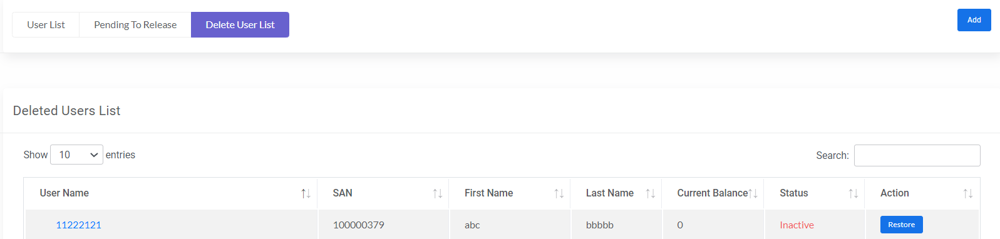 User List Pending To Release Delete User List Add
Deleted Users List
Show 10 entries Search:
User Name SAN First Name Last Name Current Balance Status Action
11222121 100000379 abc bbbbb 0 Inactive Restore